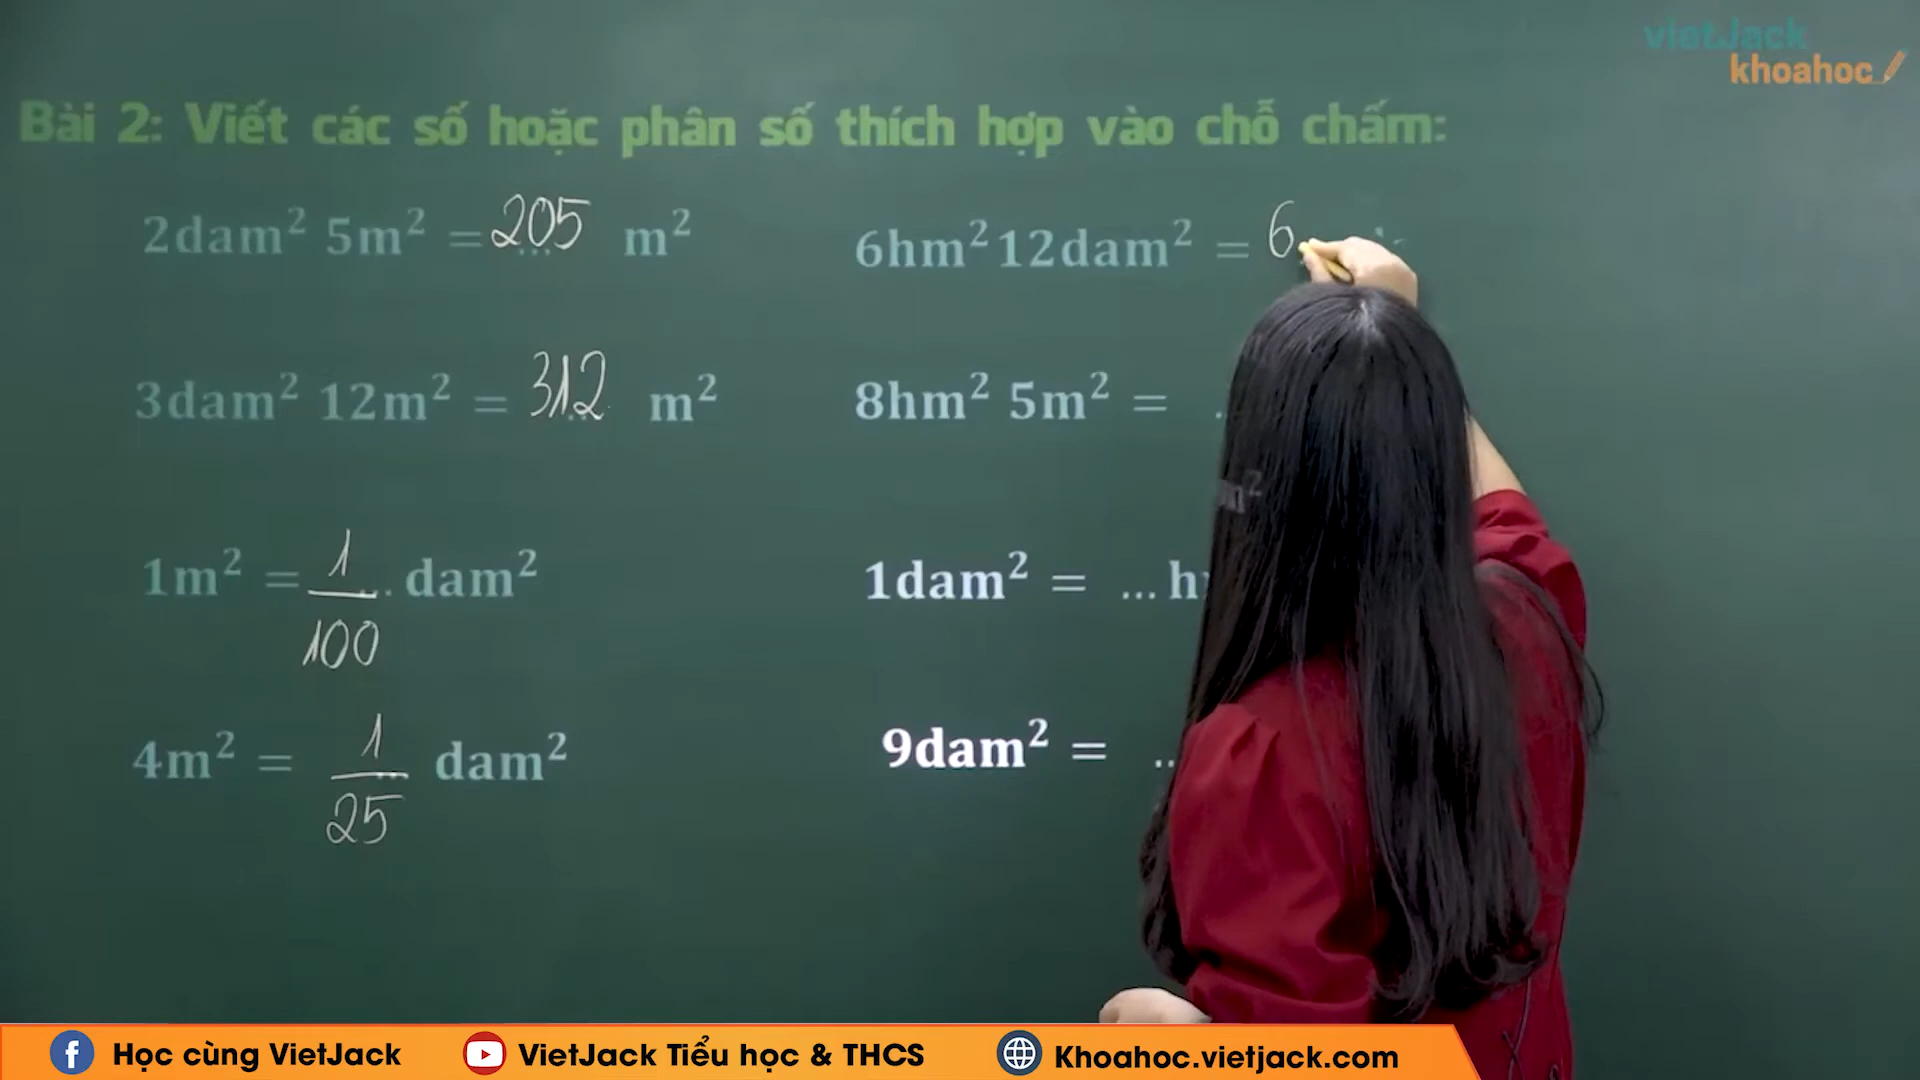 vietJack
khoahoc
Bài 2: Viết các số hoặc phân số thích hợp vào chỗ chấm:
2dam² 5m² = 205 m²
6hm² 12dam² = 6
3dam² 12m² = 312 m²
8hm² 5m² =
m²
1m² = 1/100 dam²
1dam² = ... h
4m² = 1/25 dam²
9dam² = ..
Học cùng VietJack
VietJack Tiểu học & THCS
Khoahoc.vietjack.com